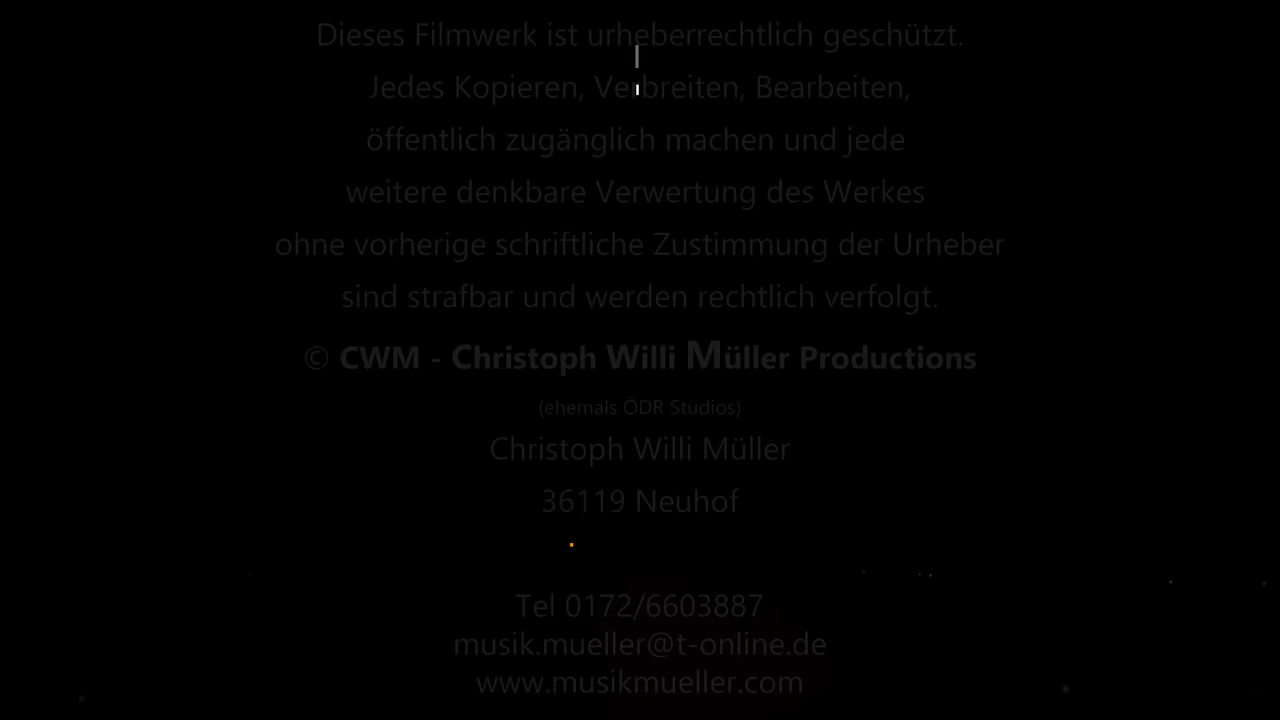 Dieses Filmwerk ist urheberrechtlich geschützt.
Jedes Kopieren, Verbreiten, Bearbeiten,
öffentlich zugänglich machen und jede
weitere denkbare Verwertung des Werkes
ohne vorherige schriftliche Zustimmung der Urheber
sind strafbar und werden rechtlich verfolgt.
© CWM - Christoph Willi Müller Productions
(ehemals ÖDR Studios)
Christoph Willi Müller
36119 Neuhof
Tel 0172/6603887
musik.mueller@t-online.de
www.musikmueller.com